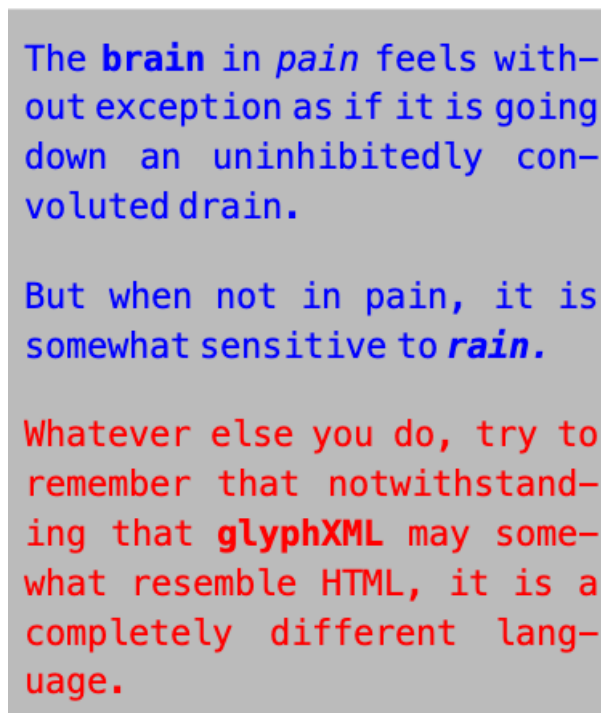 The brain in pain feels with-
out exception as if it is going
down an uninhibitedly con-
voluted drain.
But when not in pain, it is
somewhat sensitive to rain.
Whatever else you do, try to
remember that notwithstand-
ing that glyphXML may some-
what resemble HTML, it is a
completely different lang-
uage.